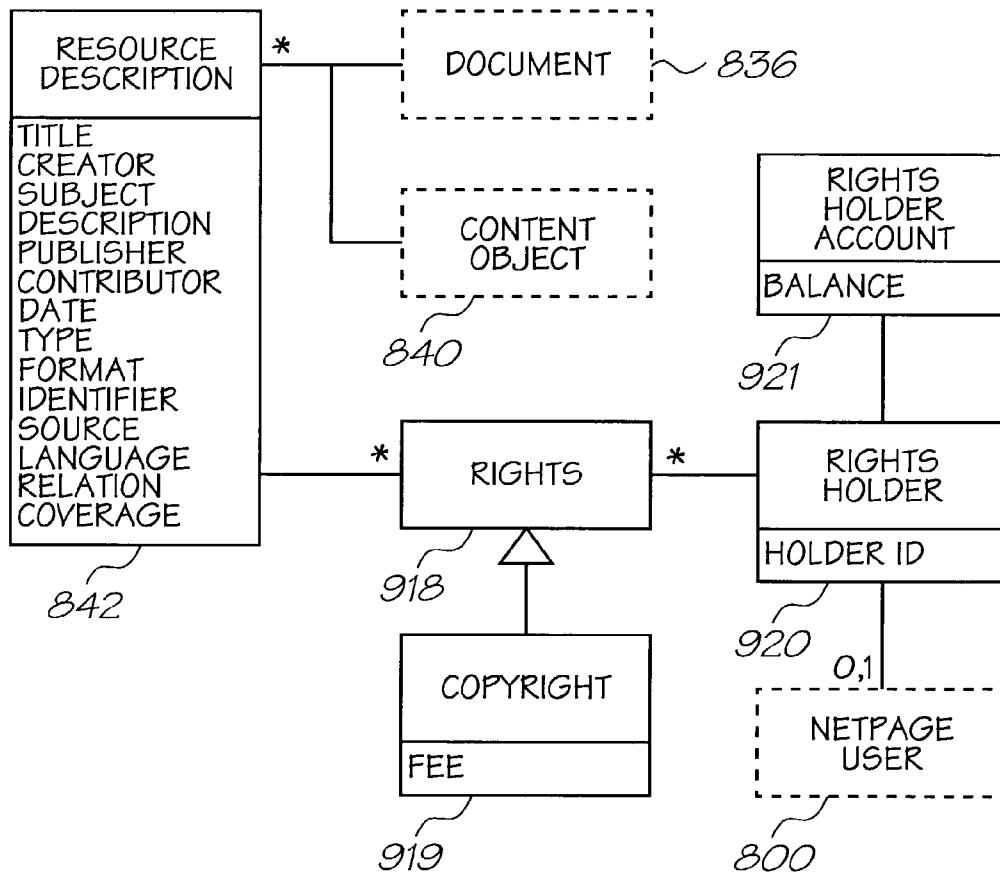 RESOURCE
DESCRIPTION
TITLE
CREATOR
SUBJECT
DESCRIPTION
PUBLISHER
CONTRIBUTOR
DATE
TYPE
FORMAT
IDENTIFIER
SOURCE
LANGUAGE
RELATION
COVERAGE
842
*
DOCUMENT
836
CONTENT
OBJECT
840
*
RIGHTS
*
918
COPYRIGHT
FEE
919
RIGHTS
HOLDER
ACCOUNT
BALANCE
921
RIGHTS
HOLDER
HOLDER ID
920
0,1
NETPAGE
USER
800